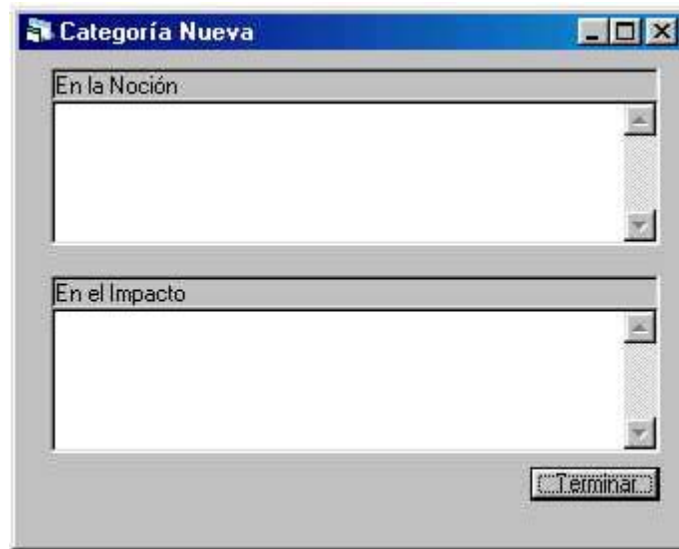 Categoría Nueva
En la Noción
En el Impacto
Terminar